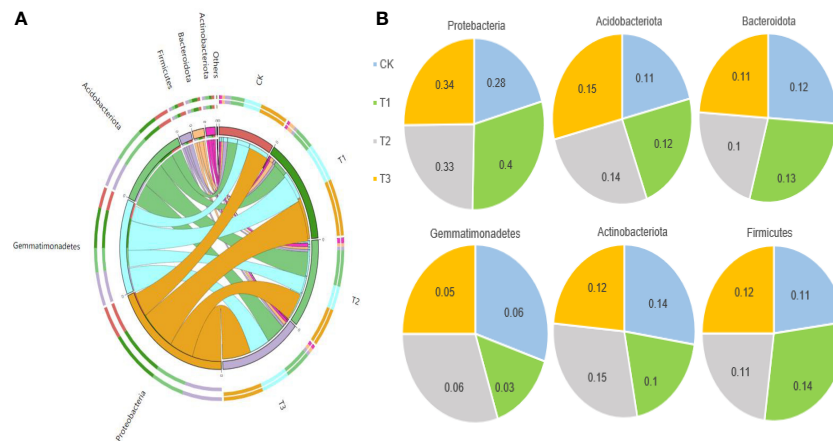 A
Acidobacteriota
Firmicutes
Bacteroidota
Actinobacteriota
Others
CK
T1
T2
T3
Proteobacteria
Gemmatimonadetes
B
CK
T1
T2
T3
Protebacteria
0.34
0.28
0.33
0.4
Acidobacteriota
0.15
0.11
0.14
0.12
Bacteroidota
0.11
0.12
0.1
0.13
Gemmatimonadetes
0.05
0.06
0.06
0.03
Actinobacteriota
0.12
0.14
0.15
0.1
Firmicutes
0.12
0.11
0.11
0.14